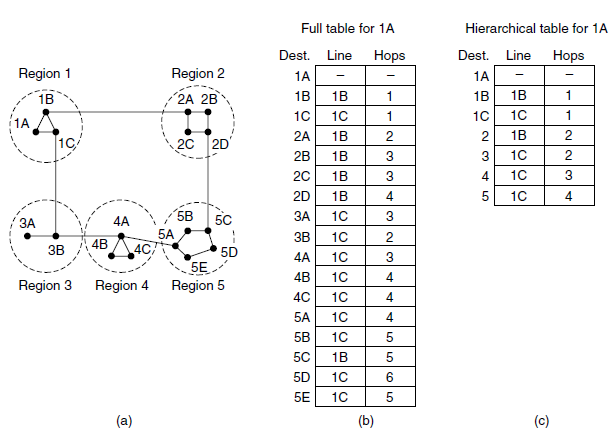 Full table for 1A
Dest. Line Hops
1A – –
1B 1B 1
1C 1C 1
2A 1B 2
2B 1B 3
2C 1B 3
2D 1B 4
3A 1C 3
3B 1C 2
4A 1C 3
4B 1C 4
4C 1C 4
5A 1C 4
5B 1C 5
5C 1B 5
5D 1C 6
5E 1C 5
Hierarchical table for 1A
Dest. Line Hops
1A – –
1B 1B 1
1C 1C 1
2 1B 2
3 1C 2
4 1C 3
5 1C 4
Region 1
Region 2
1B
1A
1C
2A 2B
2C 2D
3A
3B
4A
4B
4C
5A
5B
5C
5D
5E
Region 3
Region 4
Region 5
(a)
(b)
(c)